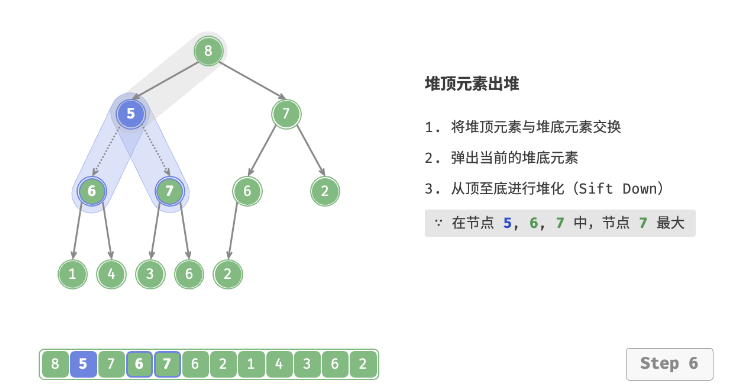 8
堆顶元素出堆
5
7
1. 将堆顶元素与堆底元素交换
2. 弹出当前的堆底元素
6
7
6
2
3. 从顶至底进行堆化（Sift Down）
∵ 在节点 5, 6, 7 中，节点 7 最大
1
4
3
6
2
8 5 7 6 7 6 2 1 4 3 6 2
Step 6